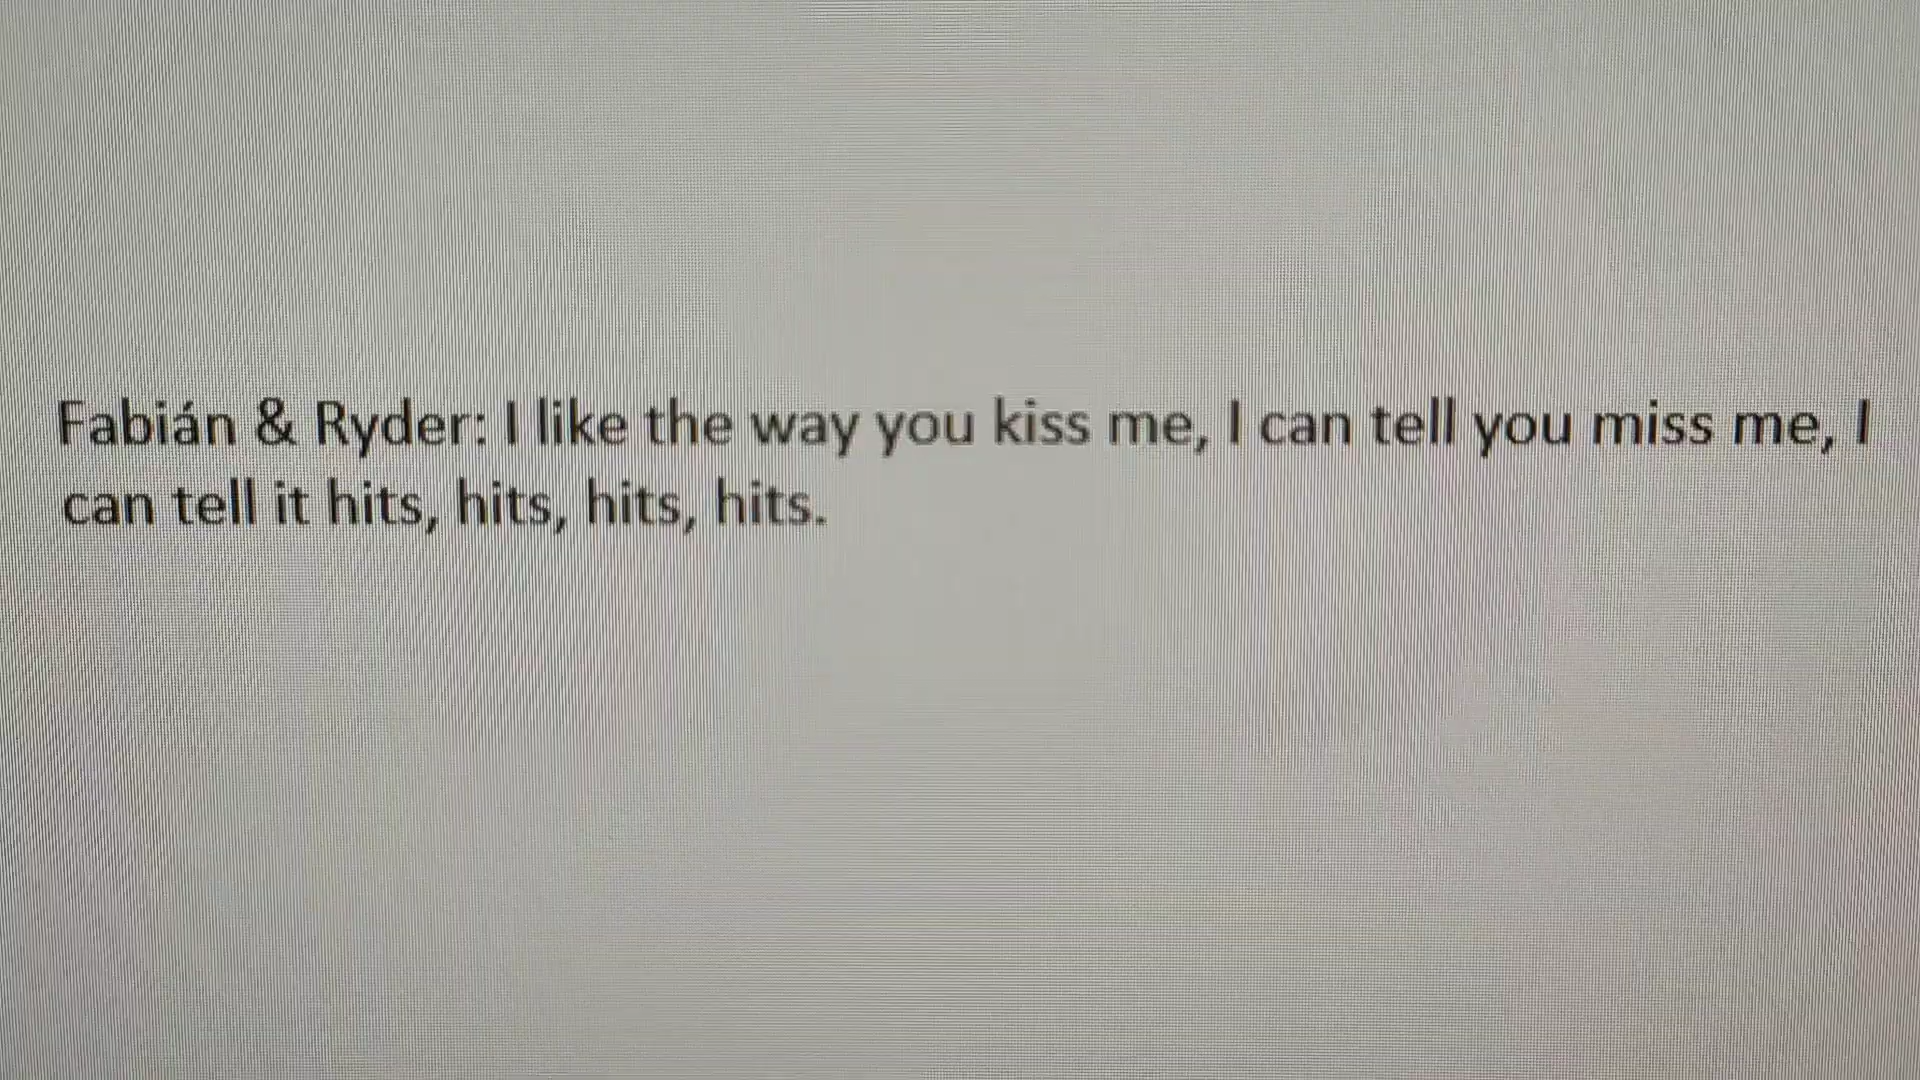 Fabián & Ryder: I like the way you kiss me, I can tell you miss me, I
can tell it hits, hits, hits, hits.